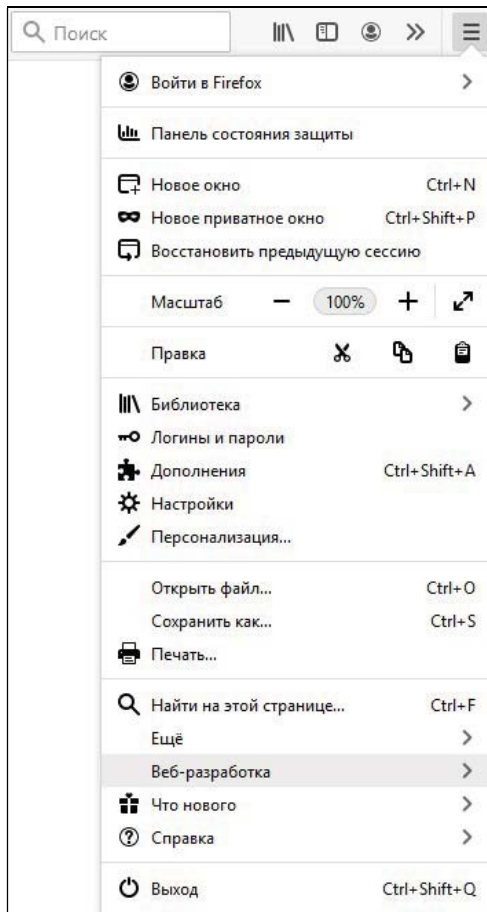 Поиск
Войти в Firefox
Панель состояния защиты
Новое окно Ctrl+N
Новое приватное окно Ctrl+Shift+P
Восстановить предыдущую сессию
Масштаб 100%
Правка
Библиотека
Логины и пароли
Дополнения Ctrl+Shift+A
Настройки
Персонализация...
Открыть файл... Ctrl+O
Сохранить как... Ctrl+S
Печать...
Найти на этой странице... Ctrl+F
Ещё
Веб-разработка
Что нового
Справка
Выход Ctrl+Shift+Q